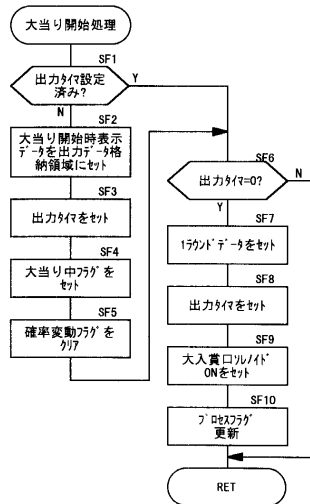 大当り開始処理
SF1
出力タイマ設定
済み?
Y
N
SF2
大当り開始時表示
データを出力データ格
納領域にセット
SF3
出力タイマをセット
SF4
大当り中フラグを
セット
SF5
確率変動フラグを
クリア
SF6
出力タイマ=0?
N
Y
SF7
1ラウンドデータをセット
SF8
出力タイマをセット
SF9
大入賞口ソレノイド
ONをセット
SF10
プロセスフラグ
更新
RET